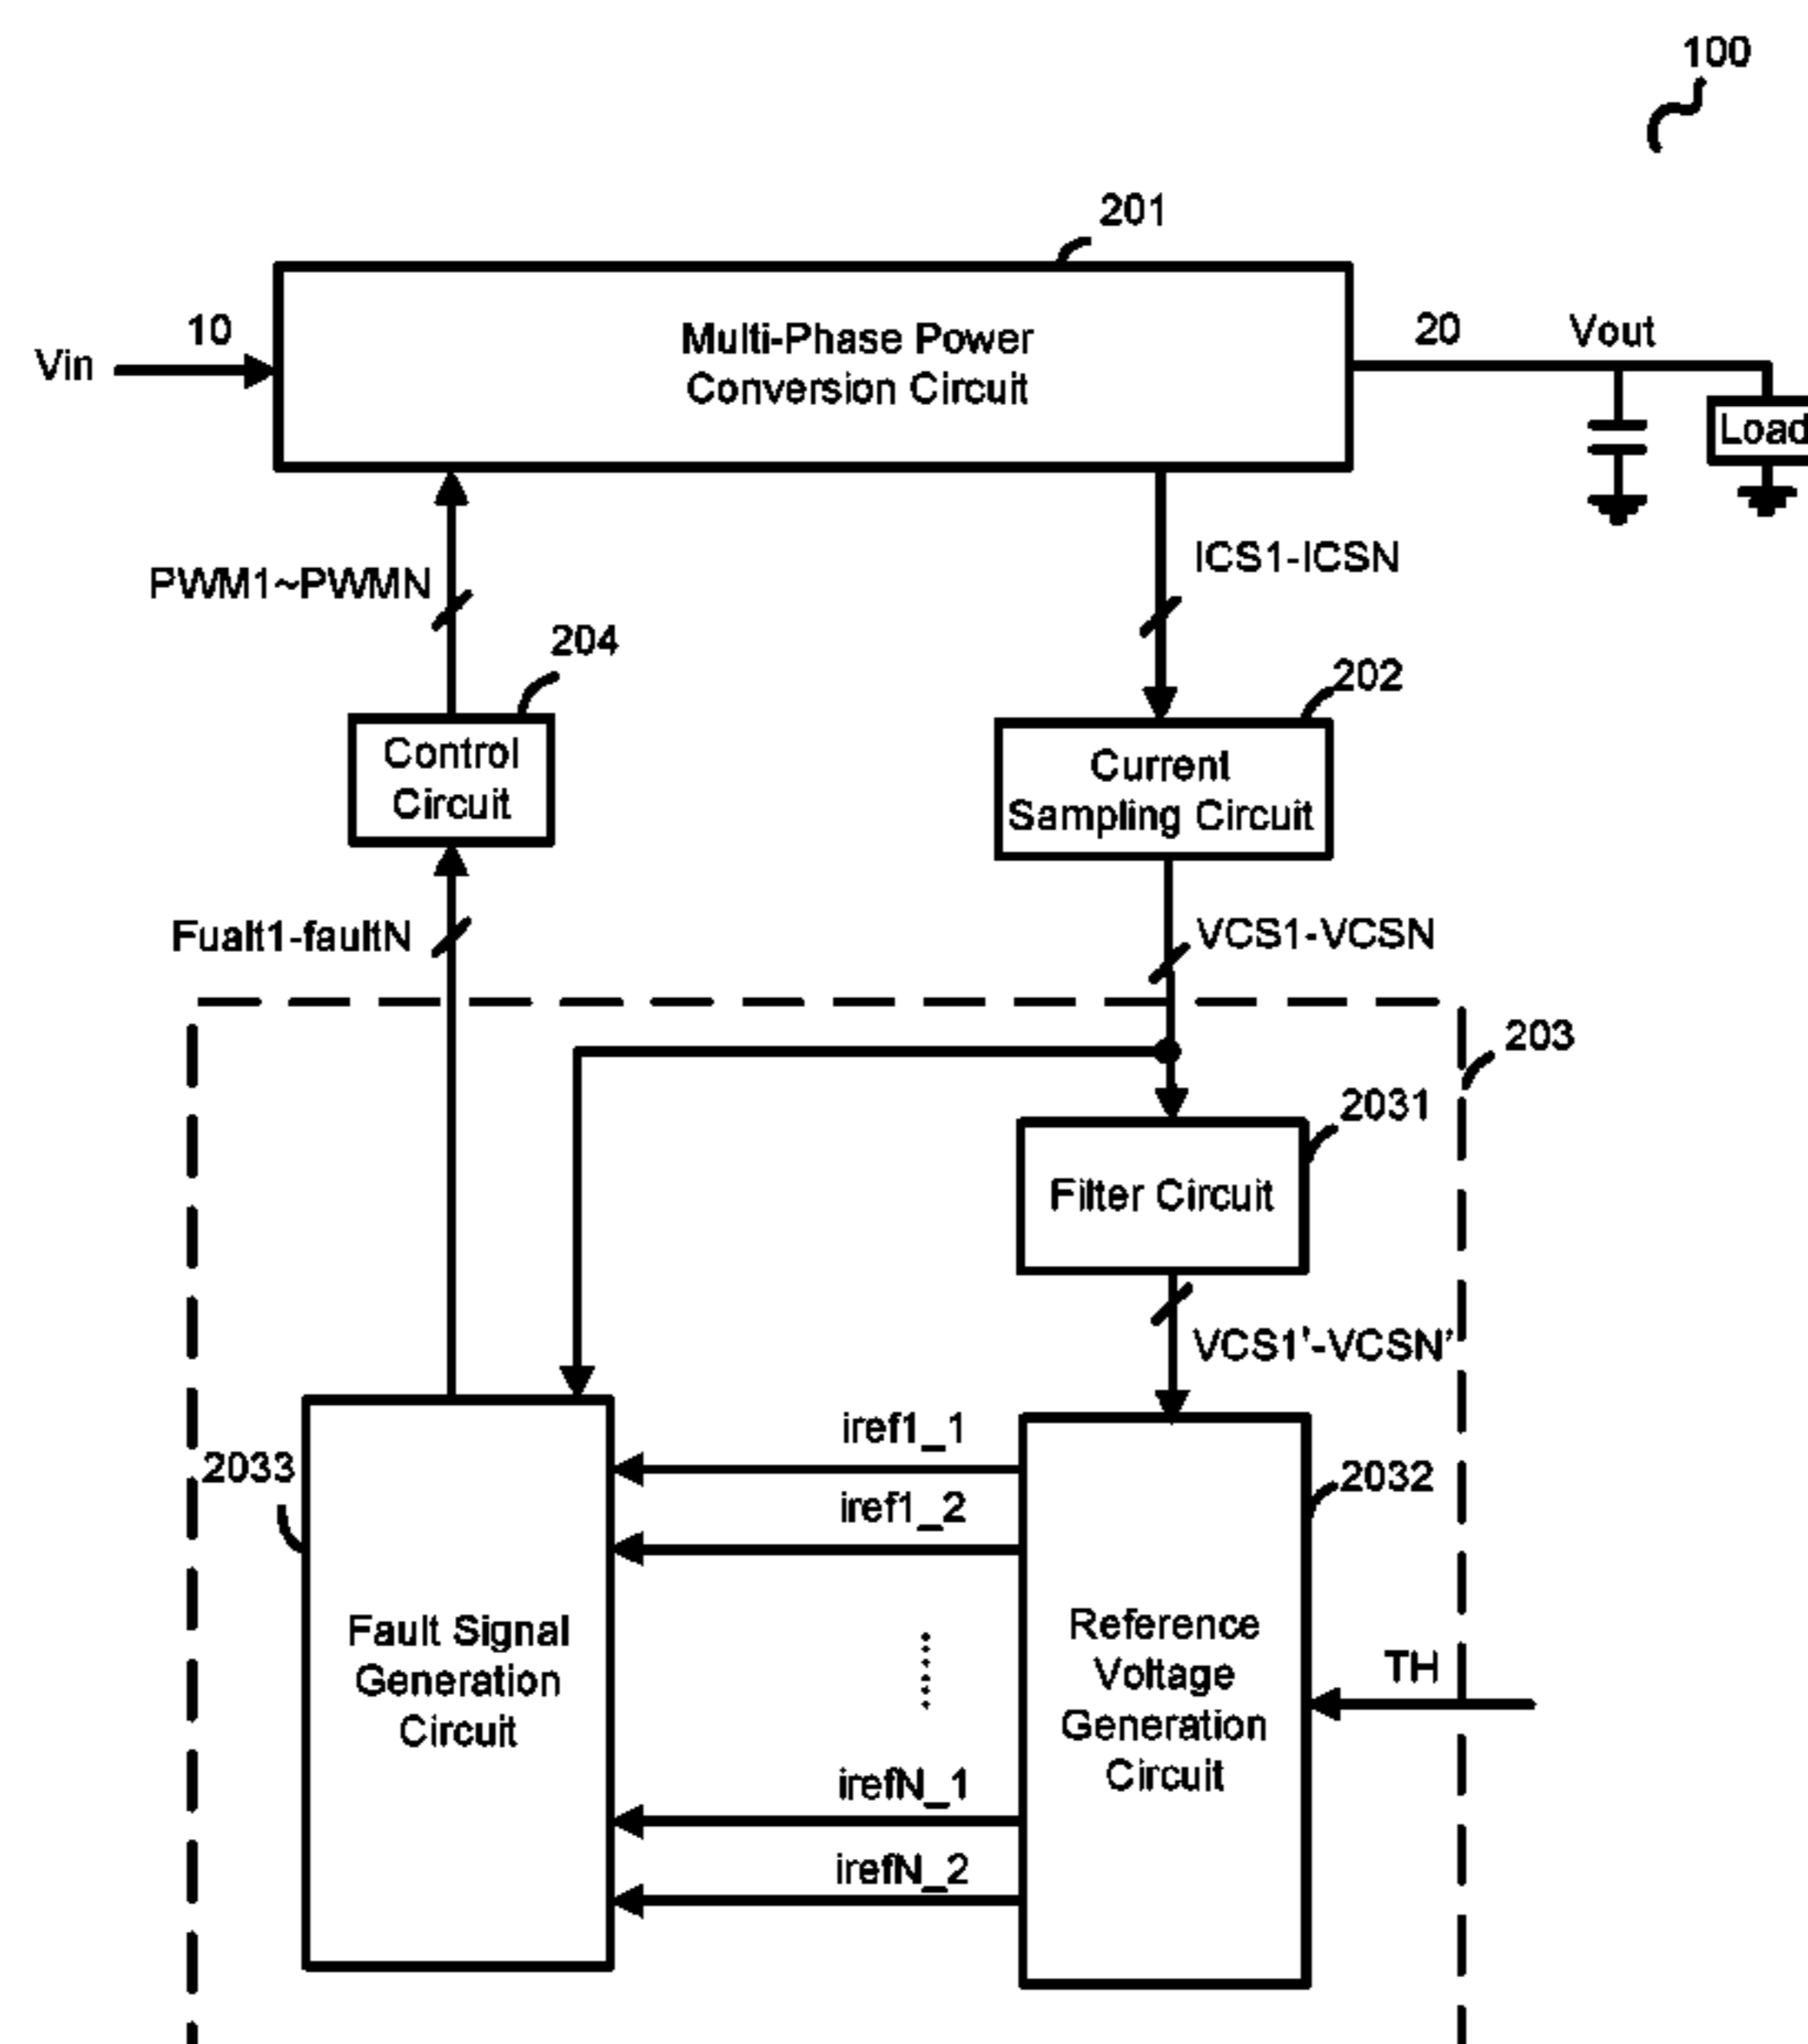 100
201
10
Vin
Multi-Phase Power
Conversion Circuit
20
Vout
Load
PWM1~PWMN
ICS1-ICSN
204
202
Control
Circuit
Current
Sampling Circuit
Fualt1-faultN
VCS1-VCSN
203
2031
Filter Circuit
VCS1'-VCSN'
2033
iref1_1
2032
iref1_2
Fault Signal
Generation
Circuit
Reference
Voltage
Generation
Circuit
TH
irefN_1
irefN_2